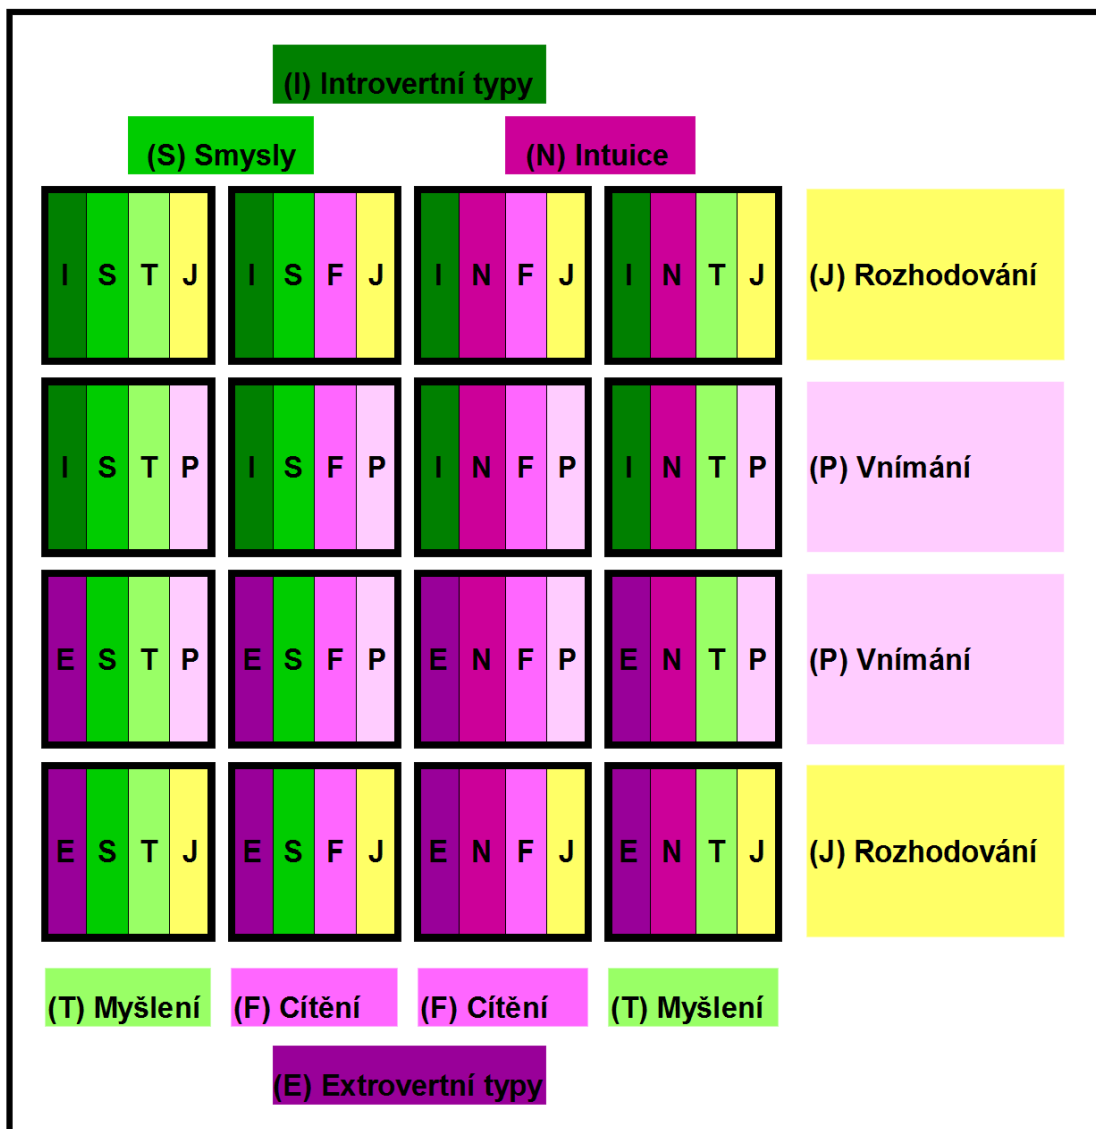 (I) Introvertní typy
(S) Smysly (N) Intuice
I S T J I S F J I N F J I N T J (J) Rozhodování
I S T P I S F P I N F P I N T P (P) Vnímání
E S T P E S F P E N F P E N T P (P) Vnímání
E S T J E S F J E N F J E N T J (J) Rozhodování
(T) Myšlení (F) Cítění (F) Cítění (T) Myšlení
(E) Extrovertní typy